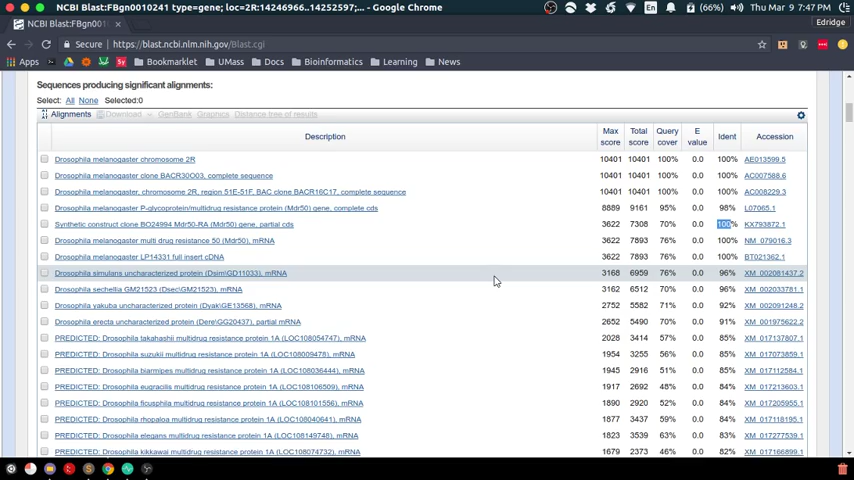 NCBI Blast:FBgn0010241 type=gene; loc=2R:14246966..14252597;... - Google Chrome
En (66%) Thu Mar 9 7:47 PM
NCBI Blast:FBgn001 ×
Edridge
Secure https://blast.ncbi.nlm.nih.gov/Blast.cgi
Apps Bookmarklet UMass Docs Bioinformatics Learning News
Sequences producing significant alignments:
Select: All None Selected:0
Alignments Download GenBank Graphics Distance tree of results
Description Max score Total score Query cover E value Ident Accession
Drosophila melanogaster chromosome 2R 10401 10401 100% 0.0 100% AE013599.5
Drosophila melanogaster clone BACR30O03, complete sequence 10401 10401 100% 0.0 100% AC007588.6
Drosophila melanogaster, chromosome 2R, region 51E-51F, BAC clone BACR16C17, complete sequence 10401 10401 100% 0.0 100% AC008229.3
Drosophila melanogaster P-glycoprotein/multidrug resistance protein (Mdr50) gene, complete cds 8889 9161 95% 0.0 98% L07065.1
Synthetic construct clone BO24994 Mdr50-RA (Mdr50) gene, partial cds 3622 7308 70% 0.0 100% KX793872.1
Drosophila melanogaster multi drug resistance 50 (Mdr50), mRNA 3622 7893 76% 0.0 100% NM_079016.3
Drosophila melanogaster LP14331 full insert cDNA 3622 7893 76% 0.0 100% BT021362.1
Drosophila simulans uncharacterized protein (Dsim\GD11033), mRNA 3168 6959 76% 0.0 96% XM_002081437.2
Drosophila sechellia GM21523 (Dsec\GM21523), mRNA 3162 6512 70% 0.0 96% XM_002033781.1
Drosophila yakuba uncharacterized protein (Dyak\GE13568), mRNA 2752 5582 71% 0.0 92% XM_002091248.2
Drosophila erecta uncharacterized protein (Dere\GG20437), partial mRNA 2652 5490 70% 0.0 91% XM_001975622.2
PREDICTED: Drosophila takahashii multidrug resistance protein 1A (LOC108054747), mRNA 2028 3414 57% 0.0 85% XM_017137807.1
PREDICTED: Drosophila suzukii multidrug resistance protein 1A (LOC108009478), mRNA 1954 3255 56% 0.0 85% XM_017073859.1
PREDICTED: Drosophila biarmipes multidrug resistance protein 1A (LOC108036444), mRNA 1945 2916 51% 0.0 85% XM_017112584.1
PREDICTED: Drosophila eugracilis multidrug resistance protein 1A (LOC108106509), mRNA 1917 2692 48% 0.0 84% XM_017213603.1
PREDICTED: Drosophila ficusphila multidrug resistance protein 1A (LOC108101556), mRNA 1890 2920 52% 0.0 84% XM_017205955.1
PREDICTED: Drosophila rhopaloa multidrug resistance protein 1A (LOC108040641), mRNA 1877 3437 59% 0.0 84% XM_017118195.1
PREDICTED: Drosophila elegans multidrug resistance protein 1A (LOC108149748), mRNA 1823 3539 63% 0.0 83% XM_017277539.1
PREDICTED: Drosophila kikkawai multidrug resistance protein 1A (LOC108074732), mRNA 1679 2373 46% 0.0 82% XM_017166899.1